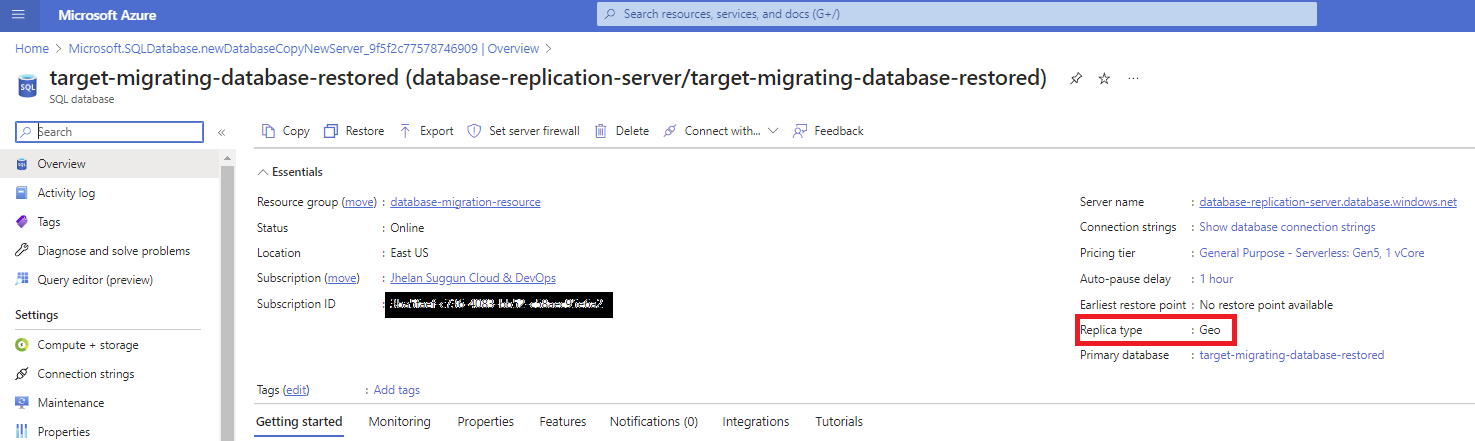 Microsoft Azure
Search resources, services, and docs (G+/)
Home > Microsoft.SQLDatabase.newDatabaseCopyNewServer_9f5f2c77578746909 | Overview >
SQL
target-migrating-database-restored (database-replication-server/target-migrating-database-restored)
SQL database
Search
Copy Restore Export Set server firewall Delete Connect with... Feedback
Overview
Activity log
Tags
Diagnose and solve problems
Query editor (preview)
Settings
Compute + storage
Connection strings
Maintenance
Properties
Essentials
Resource group (move) : database-migration-resource
Status : Online
Location : East US
Subscription (move) : Jhelan Suggun Cloud & DevOps
Subscription ID :
Server name : database-replication-server.database.windows.net
Connection strings : Show database connection strings
Pricing tier : General Purpose - Serverless: Gen5, 1 vCore
Auto-pause delay : 1 hour
Earliest restore point : No restore point available
Replica type : Geo
Primary database : target-migrating-database-restored
Tags (edit) : Add tags
Getting started Monitoring Properties Features Notifications (0) Integrations Tutorials